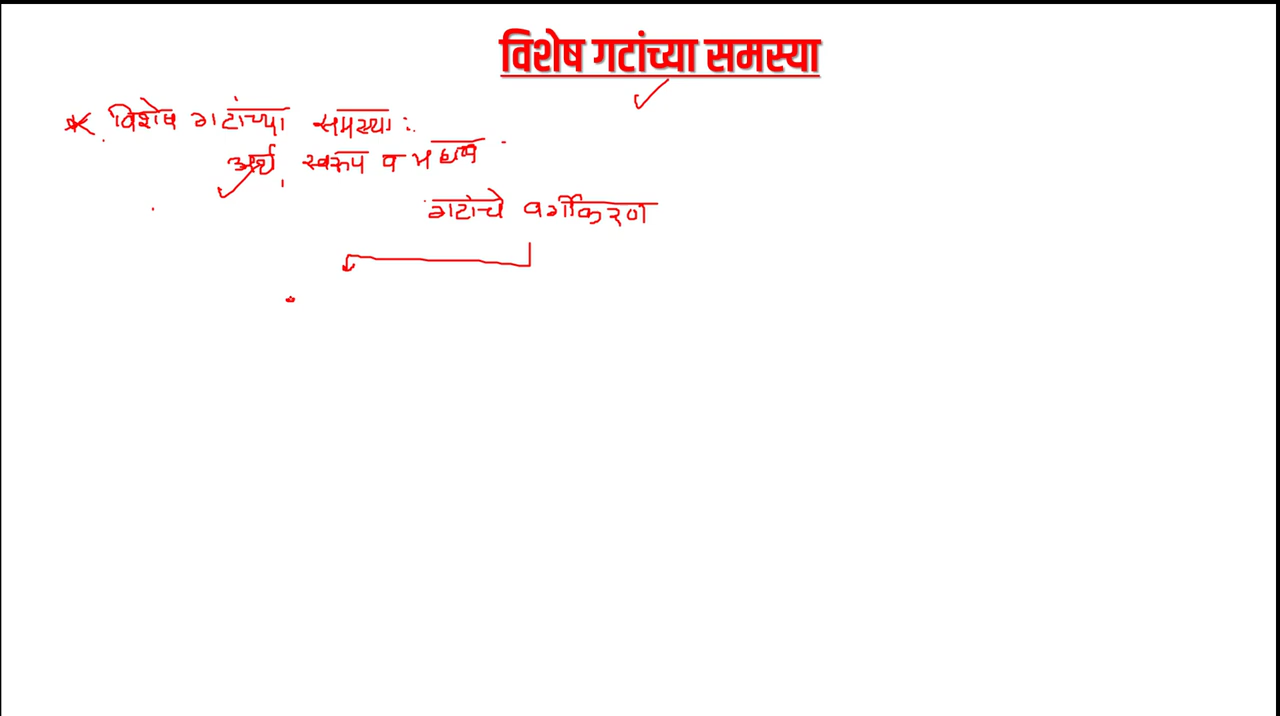 विशेष गटांच्या समस्या
* विशेष गटांच्या समस्या :
अर्थ, स्वरूप व महत्त्व
गटांचे वर्गीकरण